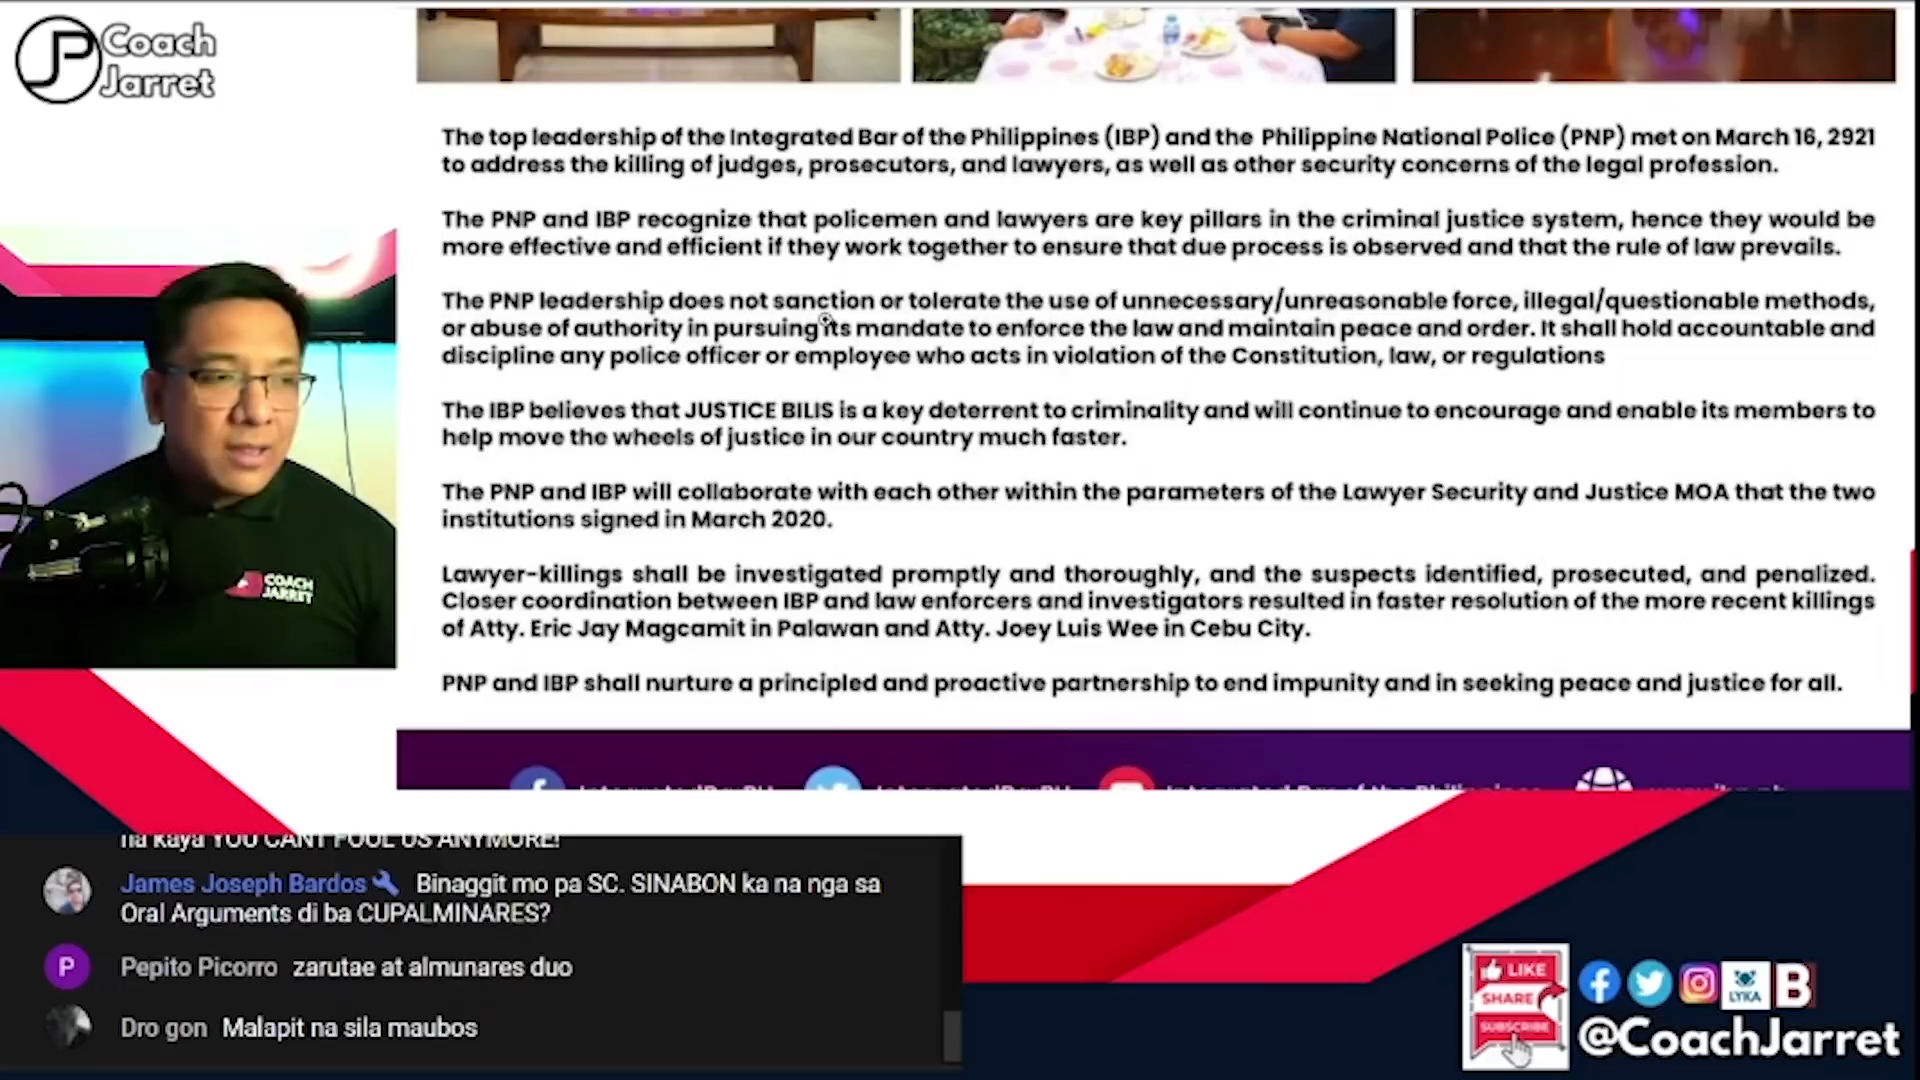 Coach
Jarret
The top leadership of the Integrated Bar of the Philippines (IBP) and the Philippine National Police (PNP) met on March 16, 2921
to address the killing of judges, prosecutors, and lawyers, as well as other security concerns of the legal profession.
The PNP and IBP recognize that policemen and lawyers are key pillars in the criminal justice system, hence they would be
more effective and efficient if they work together to ensure that due process is observed and that the rule of law prevails.
The PNP leadership does not sanction or tolerate the use of unnecessary/unreasonable force, illegal/questionable methods,
or abuse of authority in pursuing its mandate to enforce the law and maintain peace and order. It shall hold accountable and
discipline any police officer or employee who acts in violation of the Constitution, law, or regulations
The IBP believes that JUSTICE BILIS is a key deterrent to criminality and will continue to encourage and enable its members to
help move the wheels of justice in our country much faster.
The PNP and IBP will collaborate with each other within the parameters of the Lawyer Security and Justice MOA that the two
institutions signed in March 2020.
Lawyer-killings shall be investigated promptly and thoroughly, and the suspects identified, prosecuted, and penalized.
Closer coordination between IBP and law enforcers and investigators resulted in faster resolution of the more recent killings
of Atty. Eric Jay Magcamit in Palawan and Atty. Joey Luis Wee in Cebu City.
PNP and IBP shall nurture a principled and proactive partnership to end impunity and in seeking peace and justice for all.
COACH
JARRET
Integrated Bar of the Philippines
na kaya YOU CANT FOUL US ANYMORE!
James Joseph Bardos Binaggit mo pa SC. SINABON ka na nga sa
Oral Arguments di ba CUPALMINARES?
P Pepito Picorro zarutae at almunares duo
Dro gon Malapit na sila maubos
LIKE
SHARE
SUBSCRIBE
LYKA
B
@CoachJarret